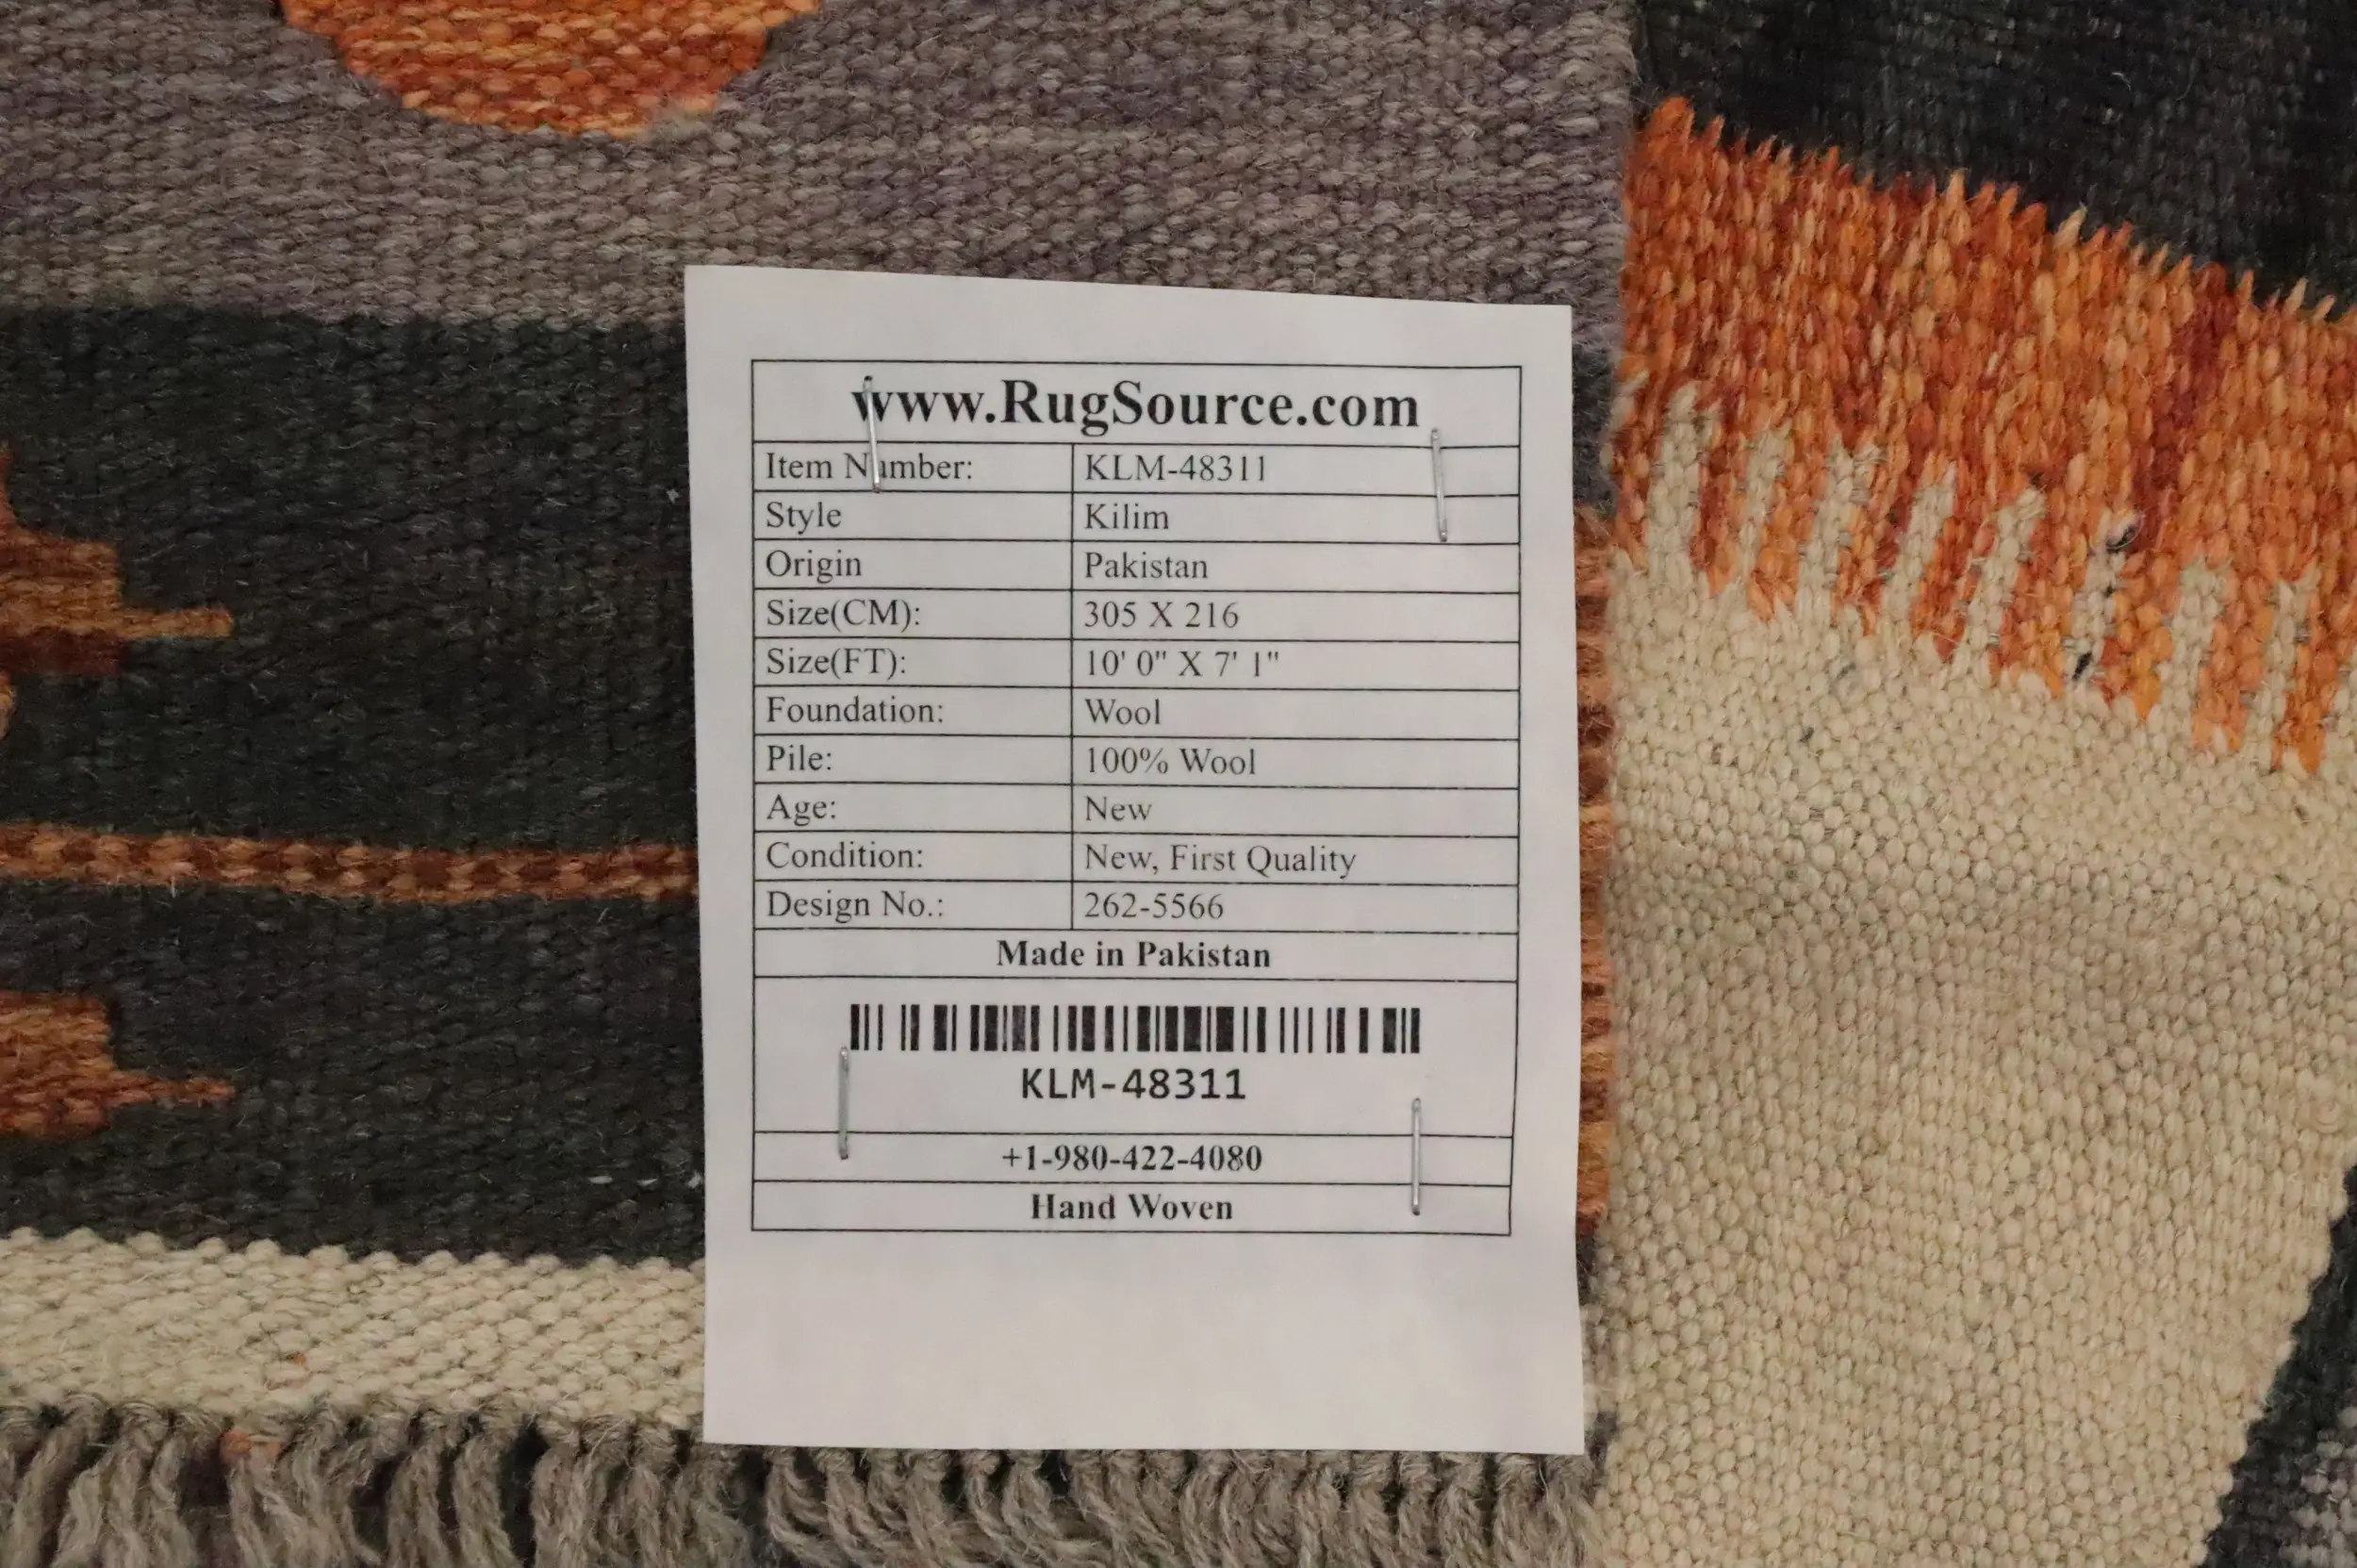 www.RugSource.com
Item Number: KLM-48311
Style Kilim
Origin Pakistan
Size(CM): 305 X 216
Size(FT): 10' 0" X 7' 1"
Foundation: Wool
Pile: 100% Wool
Age: New
Condition: New, First Quality
Design No.: 262-5566
Made in Pakistan
KLM-48311
+1-980-422-4080
Hand Woven